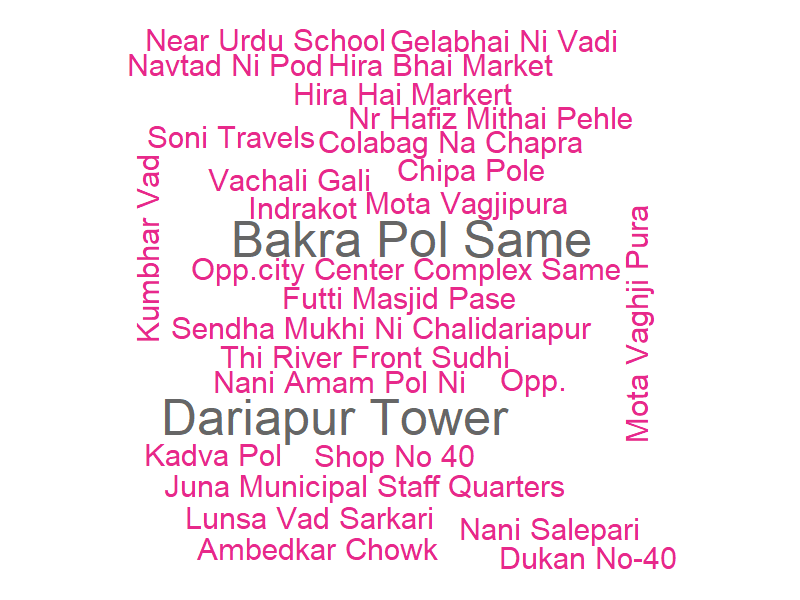 Near Urdu School
Gelabhai Ni Vadi
Navtad Ni Pod
Hira Bhai Market
Hira Hai Markert
Nr Hafiz Mithai Pehle
Soni Travels
Colabag Na Chapra
Chipa Pole
Vachali Gali
Indrakot
Mota Vagjipura
Kumbhar Vad
Bakra Pol Same
Mota Vaghji Pura
Opp.city Center Complex Same
Futti Masjid Pase
Sendha Mukhi Ni Chalidariapur
Thi River Front Sudhi
Nani Amam Pol Ni
Opp.
Dariapur Tower
Kadva Pol
Shop No 40
Juna Municipal Staff Quarters
Lunsa Vad Sarkari
Nani Salepari
Ambedkar Chowk
Dukan No-40